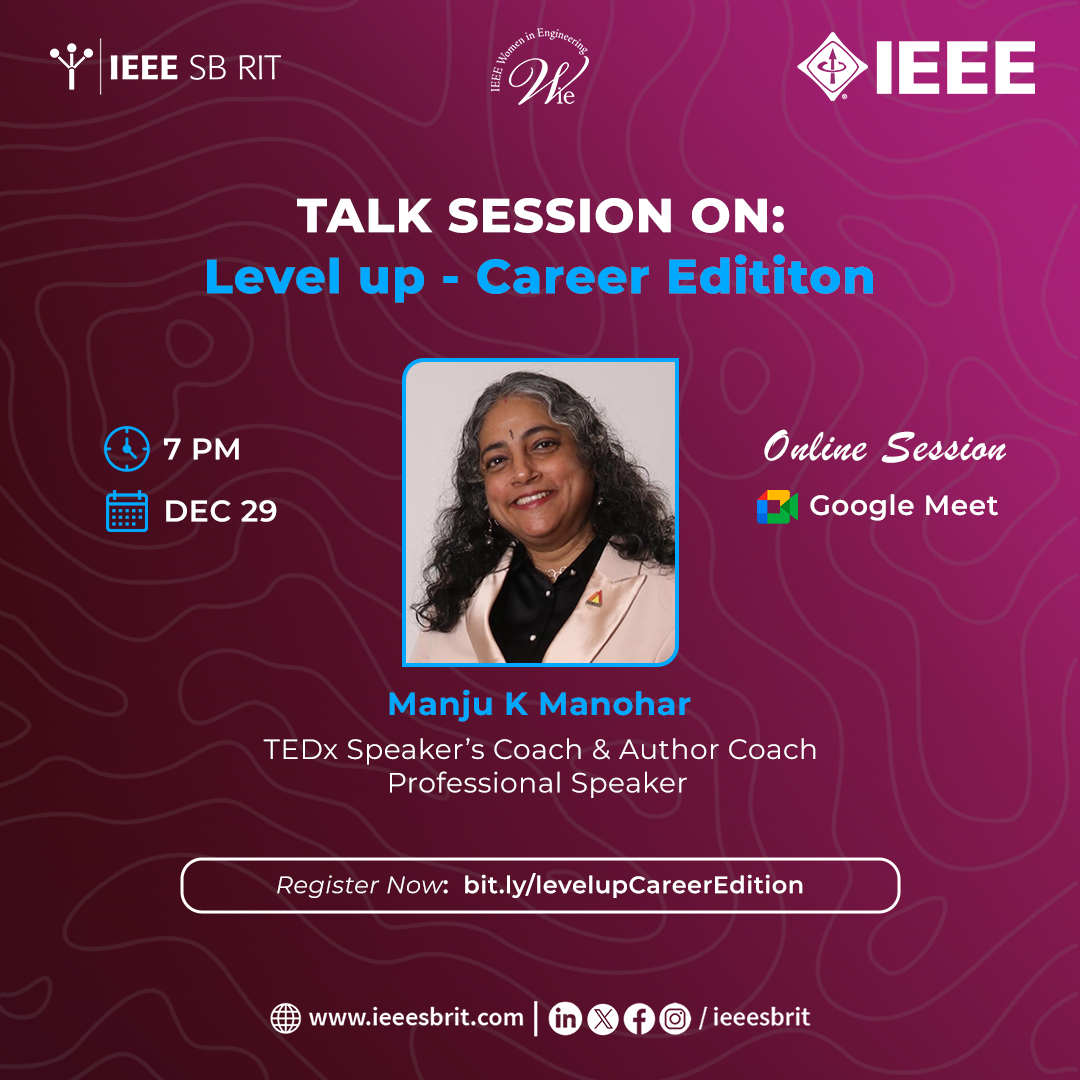 IEEE SB RIT
IEEE Women in Engineering
Wie
IEEE
TALK SESSION ON:
Level up - Career Edititon
7 PM
DEC 29
Online Session
Google Meet
Manju K Manohar
TEDx Speaker's Coach & Author Coach
Professional Speaker
Register Now: bit.ly/levelupCareerEdition
www.ieeesbrit.com | in X f / ieeesbrit